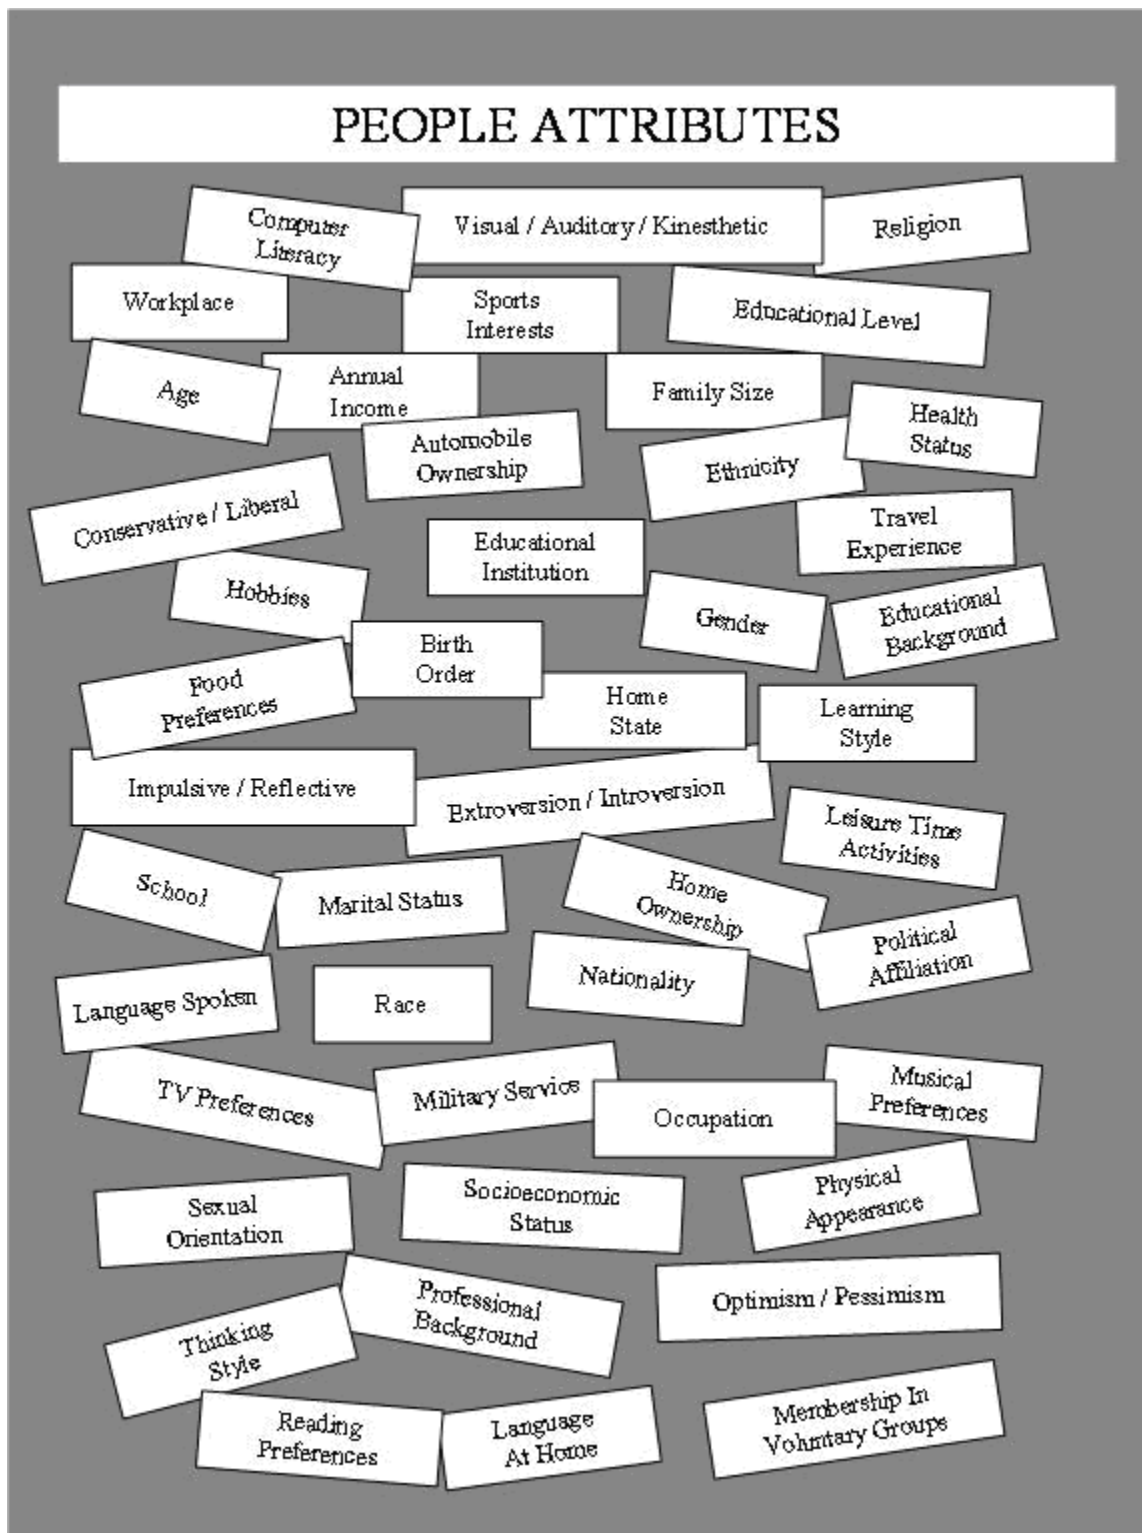 PEOPLE ATTRIBUTES
Computer
Literacy
Visual / Auditory / Kinesthetic
Religion
Workplace
Sports
Interests
Educational Level
Age
Annual
Income
Family Size
Health
Status
Automobile
Ownership
Ethnicity
Conservative / Liberal
Educational
Institution
Travel
Experience
Hobbies
Gender
Educational
Background
Birth
Order
Food
Preferences
Home
State
Learning
Style
Impulsive / Reflective
Extroversion / Introversion
Leisure Time
Activities
School
Marital Status
Home
Ownership
Political
Affiliation
Language Spoken
Race
Nationality
TV Preferences
Military Service
Occupation
Musical
Preferences
Sexual
Orientation
Socioeconomic
Status
Physical
Appearance
Professional
Background
Optimism / Pessimism
Thinking
Style
Reading
Preferences
Language
At Home
Membership In
Voluntary Groups